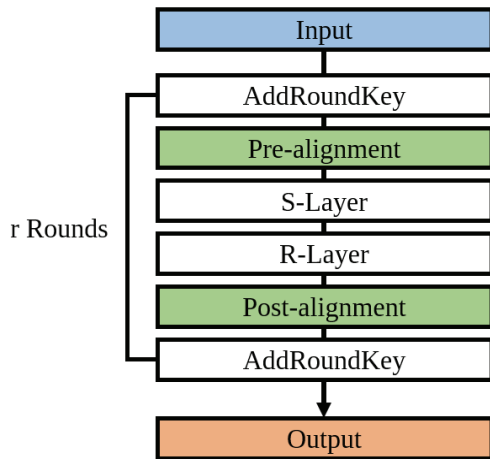 Input
AddRoundKey
Pre-alignment
S-Layer
r Rounds
R-Layer
Post-alignment
AddRoundKey
Output